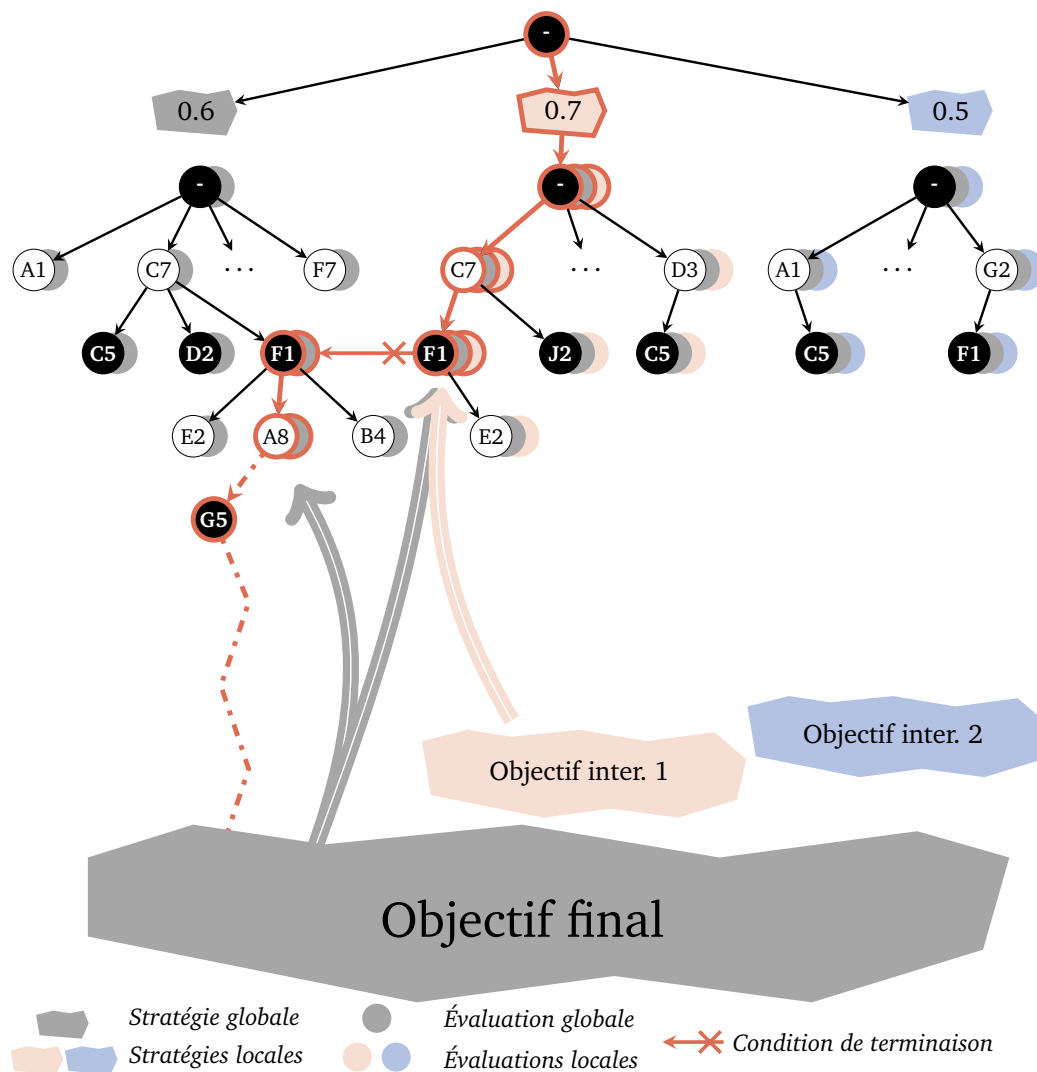 -
0.6 0.7 0.5
- - -
A1 C7 ... F7 C7 ... D3 A1 ... G2
C5 D2 F1 F1 J2 C5 C5 F1
E2 A8 B4 E2
G5
Objectif inter. 2
Objectif inter. 1
Objectif final
Stratégie globale Évaluation globale
Condition de terminaison
Stratégies locales Évaluations locales